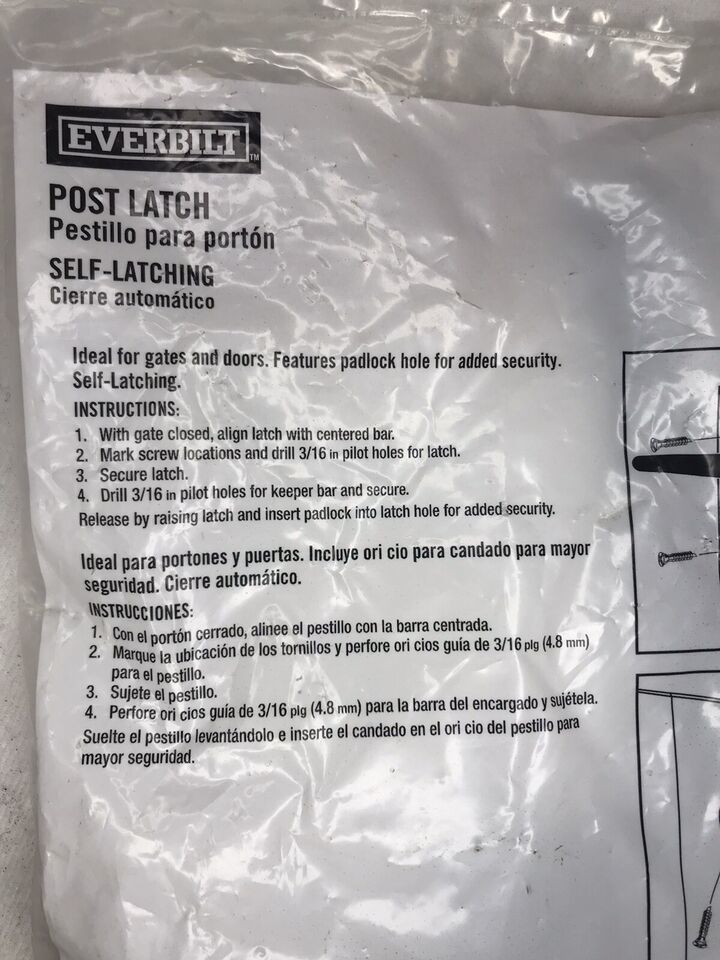 EVERBILT™
POST LATCH
Pestillo para portón
SELF-LATCHING
Cierre automático
Ideal for gates and doors. Features padlock hole for added security.
Self-Latching.
INSTRUCTIONS:
1. With gate closed, align latch with centered bar.
2. Mark screw locations and drill 3/16 in pilot holes for latch.
3. Secure latch.
4. Drill 3/16 in pilot holes for keeper bar and secure.
Release by raising latch and insert padlock into latch hole for added security.
Ideal para portones y puertas. Incluye ori cio para candado para mayor
seguridad. Cierre automático.
INSTRUCCIONES:
1. Con el portón cerrado, alinee el pestillo con la barra centrada.
2. Marque la ubicación de los tornillos y perfore ori cios guía de 3/16 plg (4.8 mm)
para el pestillo.
3. Sujete el pestillo.
4. Perfore ori cios guía de 3/16 plg (4.8 mm) para la barra del encargado y sujétela.
Suelte el pestillo levantándolo e inserte el candado en el ori cio del pestillo para
mayor seguridad.